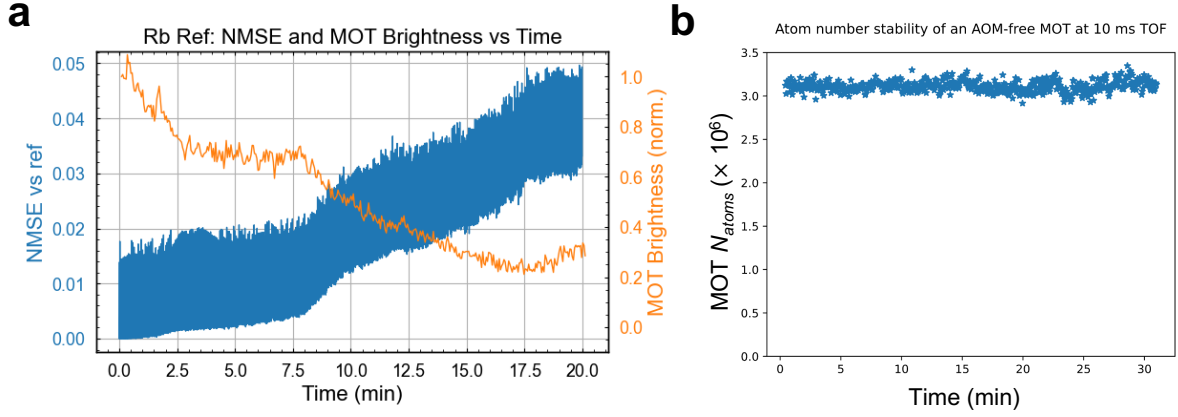 a
Rb Ref: NMSE and MOT Brightness vs Time
NMSE vs ref
0.05
0.04
0.03
0.02
0.01
0.00
0.0 2.5 5.0 7.5 10.0 12.5 15.0 17.5 20.0
Time (min)
1.0
0.8
0.6
0.4
0.2
0.0
MOT Brightness (norm.)
b
Atom number stability of an AOM-free MOT at 10 ms TOF
MOT N_atoms (× 10⁶)
3.5
3.0
2.5
2.0
1.5
1.0
0.5
0.0
0 5 10 15 20 25 30
Time (min)